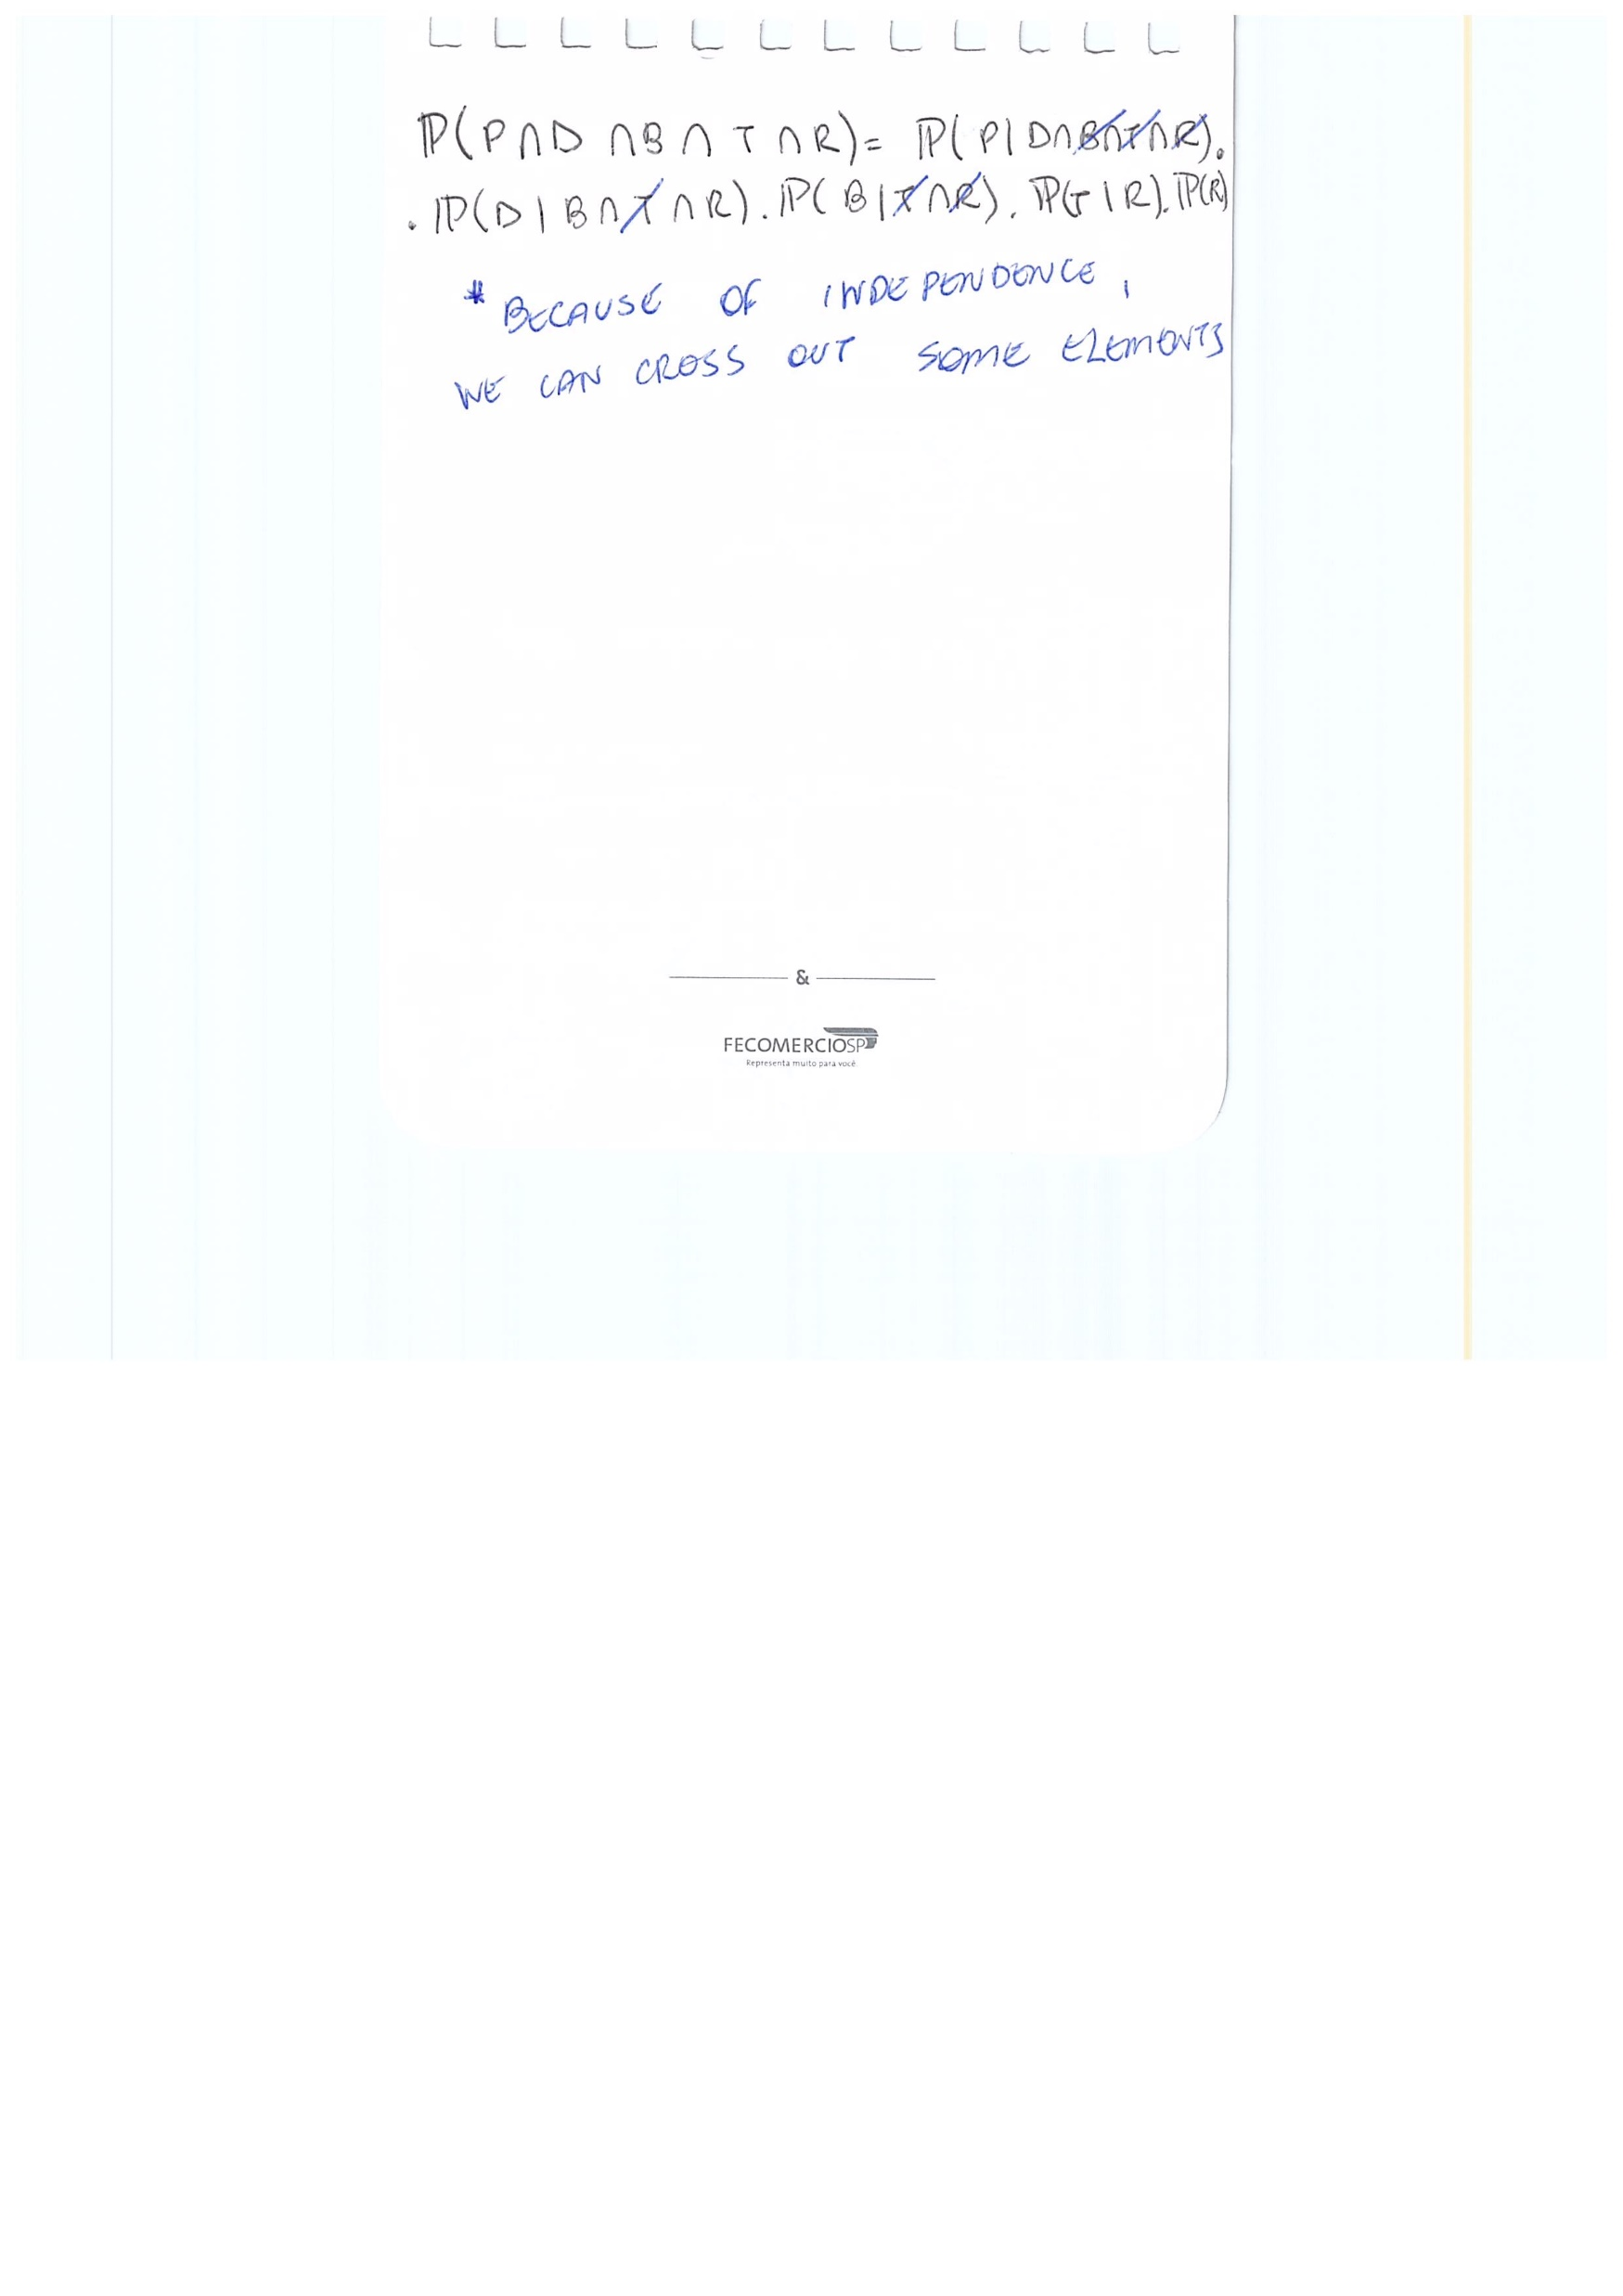 ℙ(P∩D∩B∩T∩R)= ℙ(P|D∩B∩T∩R).
.ℙ(D|B∩T∩R).ℙ(B|T∩R).ℙ(T|R).ℙ(R)
* BECAUSE OF INDEPENDENCE,
WE CAN CROSS OUT SOME ELEMENTS
&
FECOMERCIOSP
Representa muito para você.